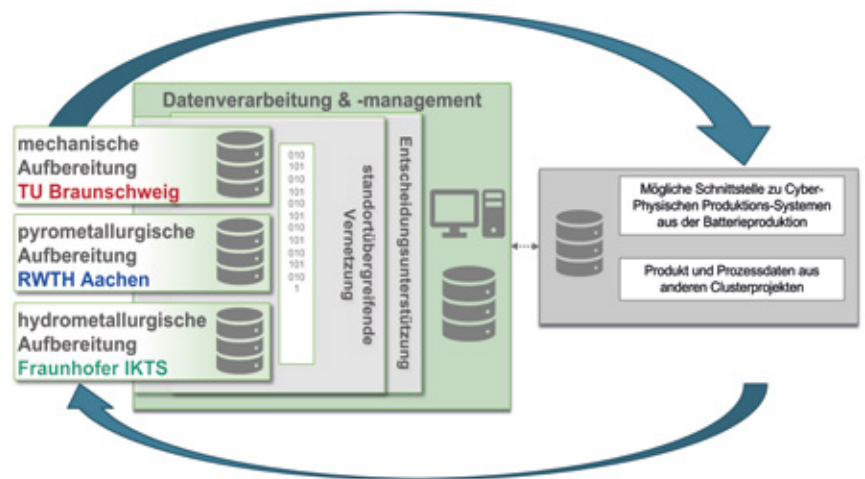 Datenverarbeitung & -management
mechanische
Aufbereitung
TU Braunschweig
pyrometallurgische
Aufbereitung
RWTH Aachen
hydrometallurgische
Aufbereitung
Fraunhofer IKTS
010
101
010
101
010
101
010
101
010
101
010
1
standortübergreifende
Vernetzung
Entscheidungsunterstützung
Mögliche Schnittstelle zu Cyber-
Physischen Produktions-Systemen
aus der Batterieproduktion
Produkt und Prozessdaten aus
anderen Clusterprojekten